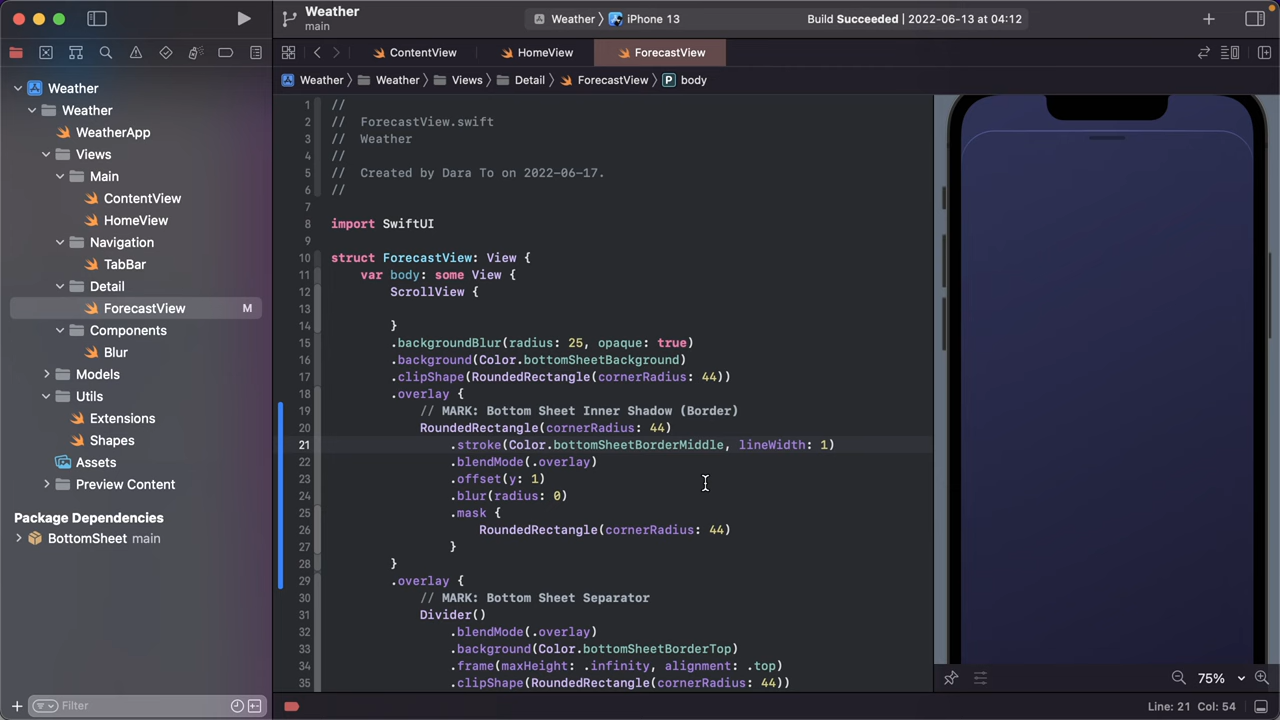 Weather
main
Weather 〉 iPhone 13
Build Succeeded | 2022-06-13 at 04:12
ContentView
HomeView
ForecastView
Weather 〉 Weather 〉 Views 〉 Detail 〉 ForecastView 〉 P body
Weather
Weather
WeatherApp
Views
Main
ContentView
HomeView
Navigation
TabBar
Detail
ForecastView M
Components
Blur
Models
Utils
Extensions
Shapes
Assets
Preview Content
Package Dependencies
BottomSheet main
Filter
1 //
2 //  ForecastView.swift
3 //  Weather
4 //
5 //  Created by Dara To on 2022-06-17.
6 //
7
8 import SwiftUI
9
10 struct ForecastView: View {
11     var body: some View {
12         ScrollView {
13
14         }
15         .backgroundBlur(radius: 25, opaque: true)
16         .background(Color.bottomSheetBackground)
17         .clipShape(RoundedRectangle(cornerRadius: 44))
18         .overlay {
19             // MARK: Bottom Sheet Inner Shadow (Border)
20             RoundedRectangle(cornerRadius: 44)
21                 .stroke(Color.bottomSheetBorderMiddle, lineWidth: 1)
22                 .blendMode(.overlay)
23                 .offset(y: 1)
24                 .blur(radius: 0)
25                 .mask {
26                     RoundedRectangle(cornerRadius: 44)
27                 }
28         }
29         .overlay {
30             // MARK: Bottom Sheet Separator
31             Divider()
32                 .blendMode(.overlay)
33                 .background(Color.bottomSheetBorderTop)
34                 .frame(maxHeight: .infinity, alignment: .top)
35                 .clipShape(RoundedRectangle(cornerRadius: 44))
75%
Line: 21 Col: 54